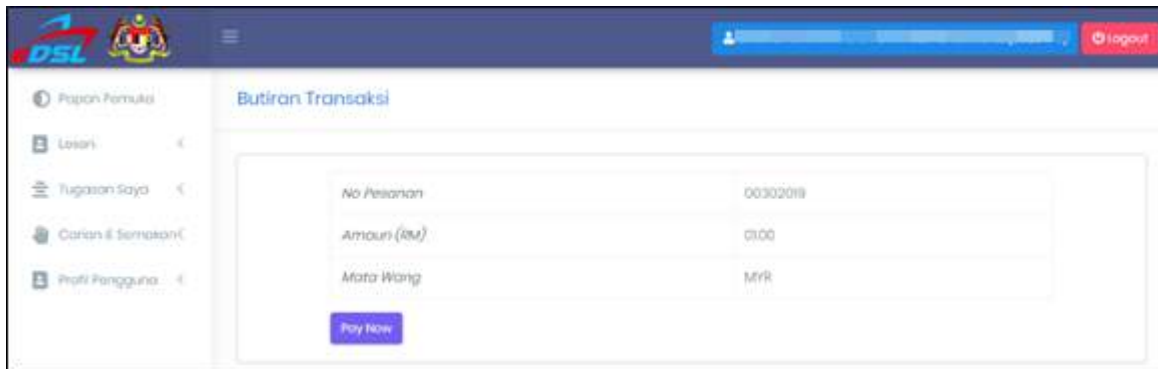 eDSL
Logout
Papan Pemuka
Butiran Transaksi
Lesen
Tugasan Saya
No Pesanan 00302019
Carian & Semakan
Amaun (RM) 01.00
Profil Pengguna
Mata Wang MYR
Pay Now